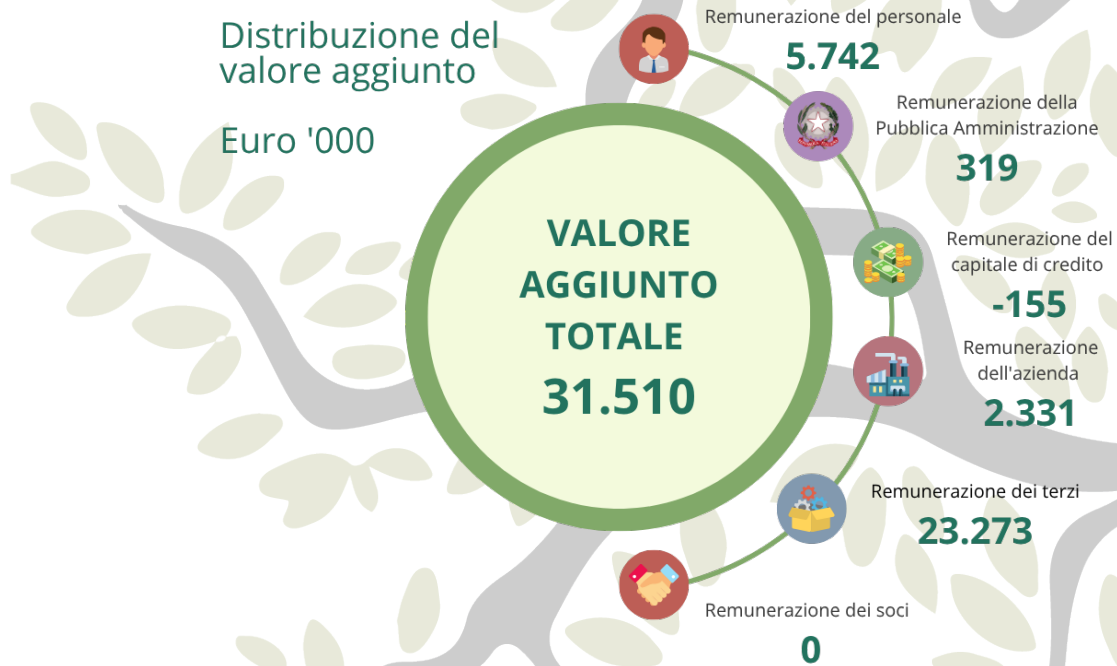 Distribuzione del
valore aggiunto
Euro '000
VALORE
AGGIUNTO
TOTALE
31.510
Remunerazione del personale
5.742
Remunerazione della
Pubblica Amministrazione
319
Remunerazione del
capitale di credito
-155
Remunerazione
dell'azienda
2.331
Remunerazione dei terzi
23.273
Remunerazione dei soci
0